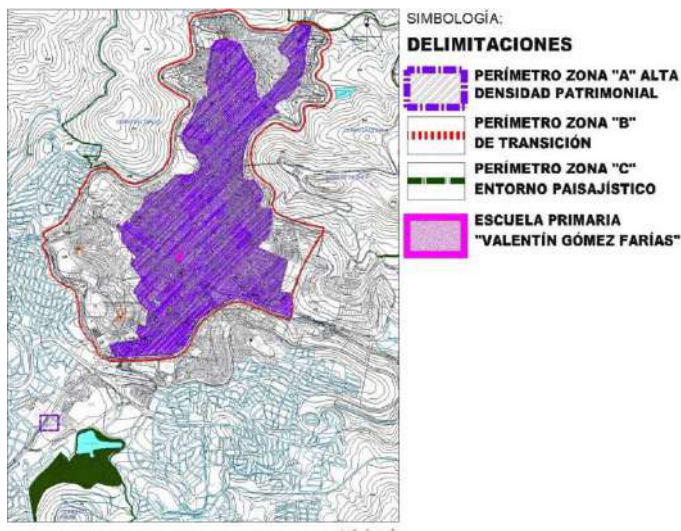 SIMBOLOGÍA:
DELIMITACIONES
PERÍMETRO ZONA "A" ALTA
DENSIDAD PATRIMONIAL
PERÍMETRO ZONA "B"
DE TRANSICIÓN
PERÍMETRO ZONA "C"
ENTORNO PAISAJÍSTICO
ESCUELA PRIMARIA
"VALENTÍN GÓMEZ FARÍAS"